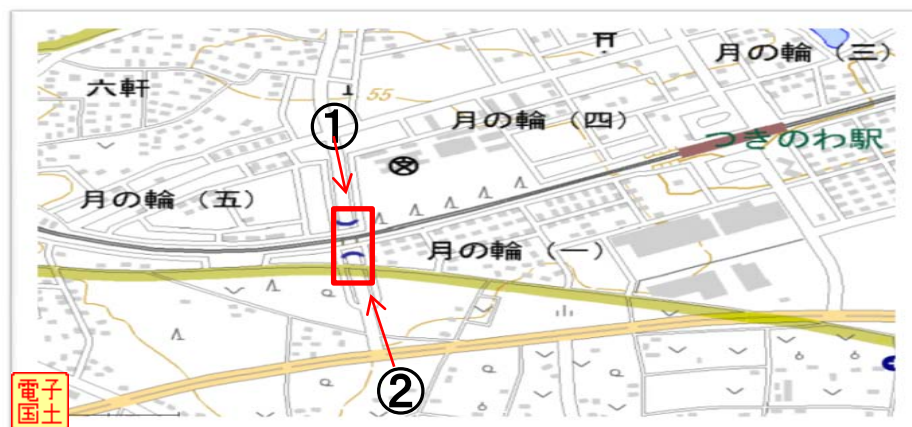 月の輪（三）
六軒
55
①
月の輪（四）
つきのわ駅
月の輪（五）
月の輪（一）
②
電子
国土